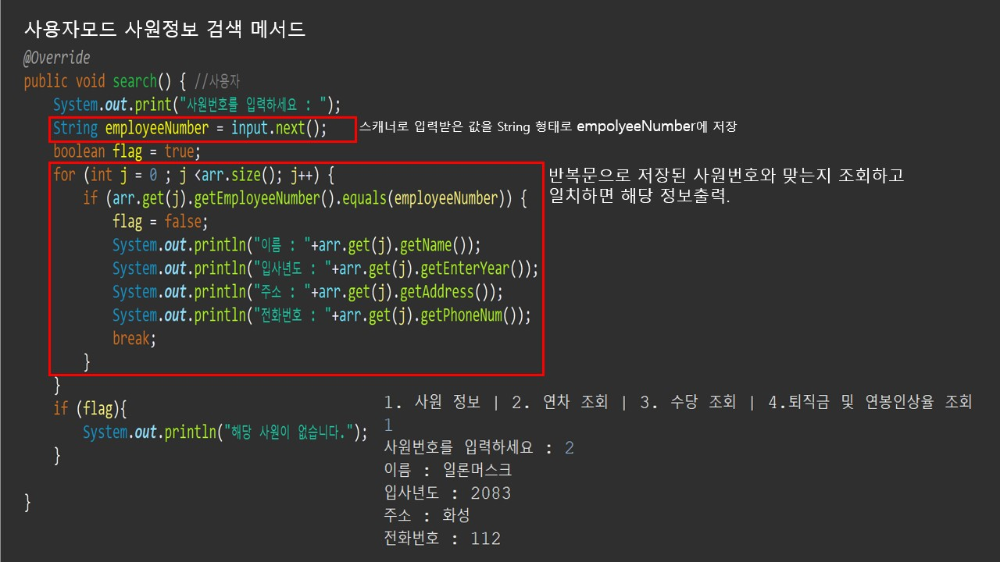 사용자모드 사원정보 검색 메서드
@Override
public void search() { //사용자
System.out.print("사원번호를 입력하세요 : ");
String employeeNumber = input.next();
스캐너로 입력받은 값을 String 형태로 empolyeeNumber에 저장
boolean flag = true;
for (int j = 0 ; j <arr.size(); j++) {
if (arr.get(j).getEmployeeNumber().equals(employeeNumber)) {
flag = false;
System.out.println("이름 : "+arr.get(j).getName());
System.out.println("입사년도 : "+arr.get(j).getEnterYear());
System.out.println("주소 : "+arr.get(j).getAddress());
System.out.println("전화번호 : "+arr.get(j).getPhoneNum());
break;
}
}
반복문으로 저장된 사원번호와 맞는지 조회하고
일치하면 해당 정보출력.
if (flag){
System.out.println("해당 사원이 없습니다.");
}
}
1. 사원 정보 | 2. 연차 조회 | 3. 수당 조회 | 4.퇴직금 및 연봉인상율 조회
1
사원번호를 입력하세요 : 2
이름 : 일론머스크
입사년도 : 2083
주소 : 화성
전화번호 : 112